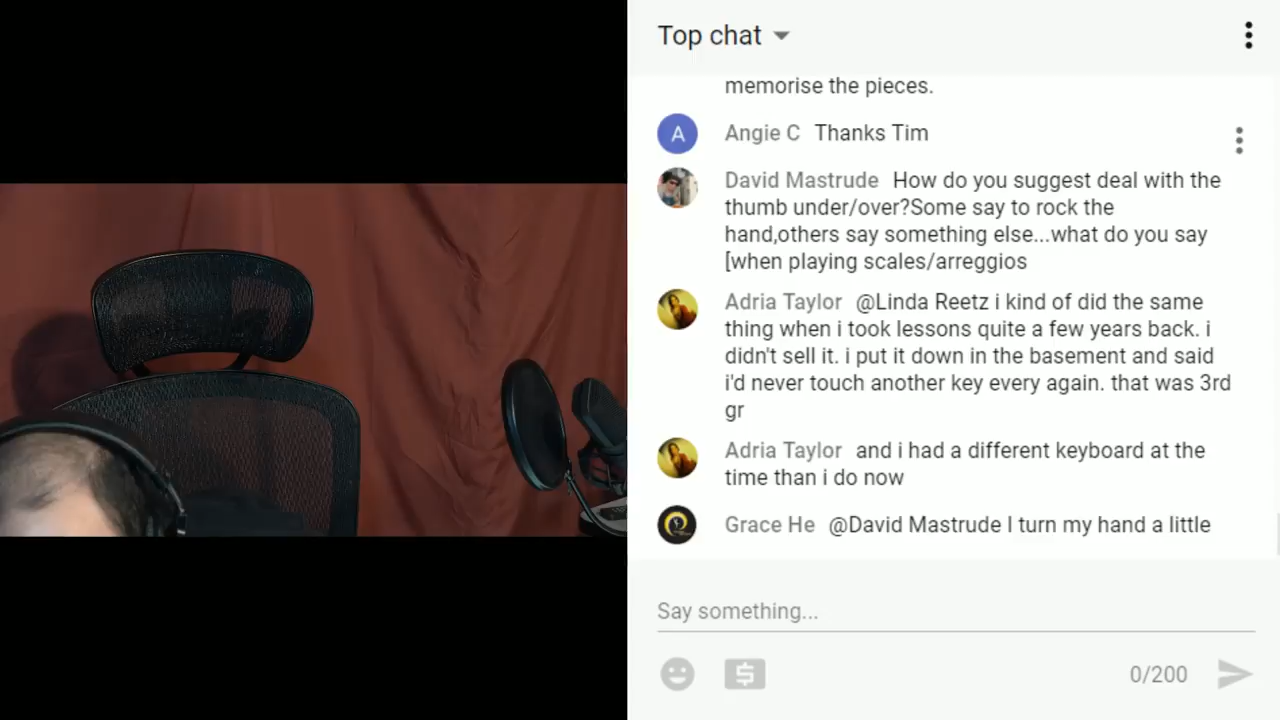 Top chat
memorise the pieces.
A Angie C Thanks Tim
David Mastrude How do you suggest deal with the
thumb under/over?Some say to rock the
hand,others say something else...what do you say
[when playing scales/arreggios
Adria Taylor @Linda Reetz i kind of did the same
thing when i took lessons quite a few years back. i
didn't sell it. i put it down in the basement and said
i'd never touch another key every again. that was 3rd
gr
Adria Taylor and i had a different keyboard at the
time than i do now
Grace He @David Mastrude I turn my hand a little
Say something...
0/200